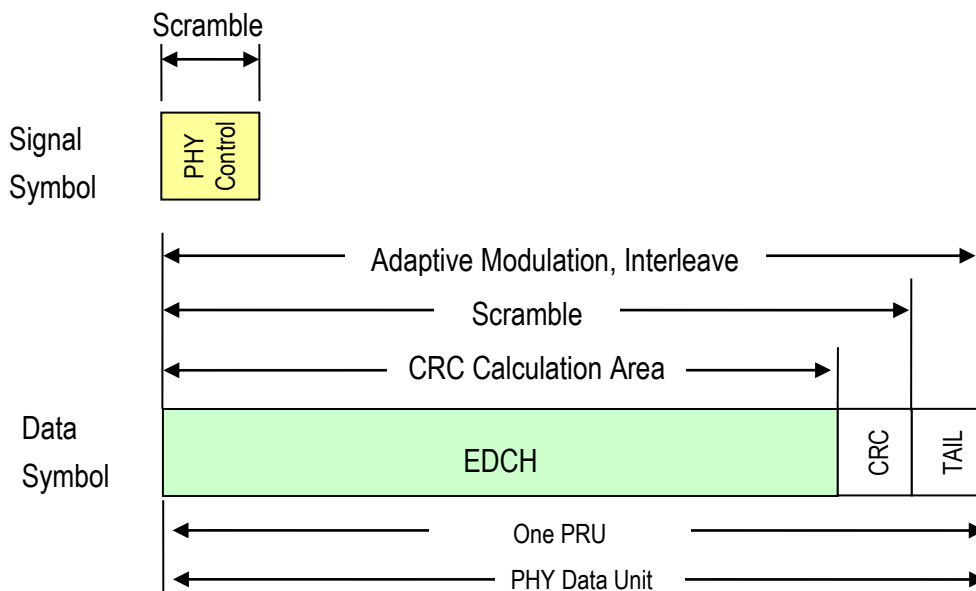 Scramble
Signal
Symbol
PHY
Control
Adaptive Modulation, Interleave
Scramble
CRC Calculation Area
Data
Symbol
EDCH
CRC
TAIL
One PRU
PHY Data Unit